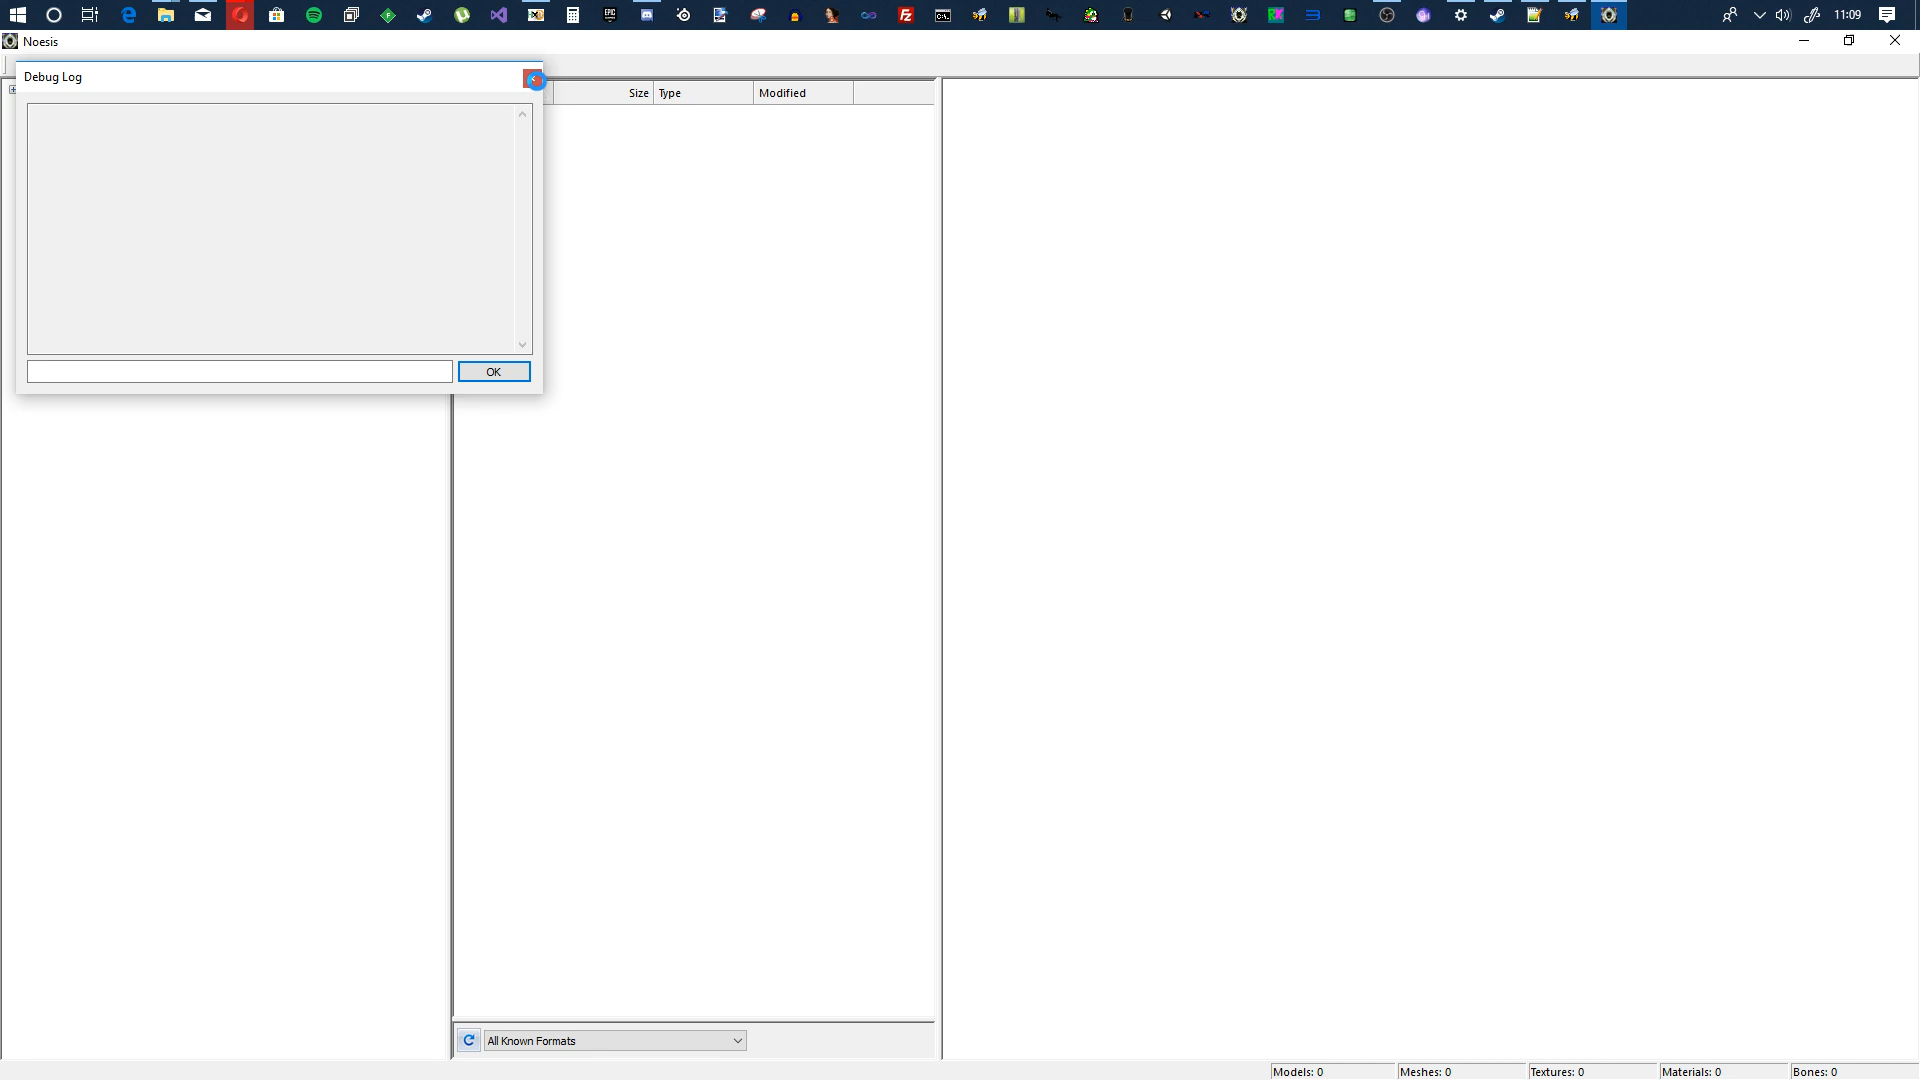 11:09
Noesis
Debug Log
Size
Type
Modified
OK
All Known Formats
Models: 0
Meshes: 0
Textures: 0
Materials: 0
Bones: 0